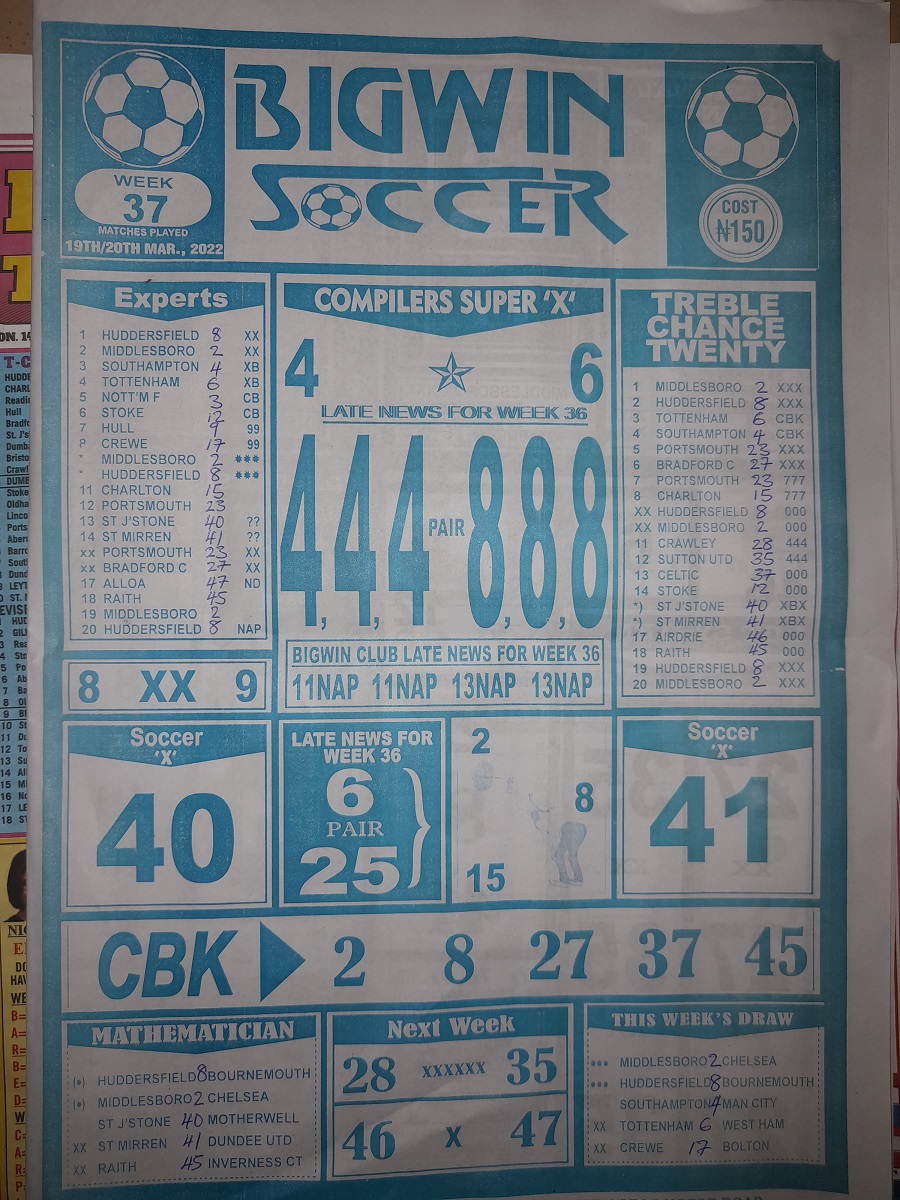 BIGWIN
SOCCER
WEEK
37
MATCHES PLAYED
19TH/20TH MAR., 2022
COST
₦150
Experts
1 HUDDERSFIELD 8 XX
2 MIDDLESBORO 2 XX
3 SOUTHAMPTON 4 XB
4 TOTTENHAM 6 XB
5 NOTT'M F 3 CB
6 STOKE 12 CB
7 HULL 99
8 CREWE 17 99
* MIDDLESBORO 2 ***
* HUDDERSFIELD 8 ***
11 CHARLTON 15
12 PORTSMOUTH 23
13 ST J'STONE 40 ??
14 ST MIRREN 41 ??
xx PORTSMOUTH 23 XX
xx BRADFORD C 27 XX
17 ALLOA 47 ND
18 RAITH 45
19 MIDDLESBORO 2
20 HUDDERSFIELD 8 NAP
8 XX 9
COMPILERS SUPER 'X'
4 6
LATE NEWS FOR WEEK 36
4,4,4 PAIR 8,8,8
BIGWIN CLUB LATE NEWS FOR WEEK 36
11NAP 11NAP 13NAP 13NAP
TREBLE
CHANCE
TWENTY
1 MIDDLESBORO 2 XXX
2 HUDDERSFIELD 8 XXX
3 TOTTENHAM 6 CBK
4 SOUTHAMPTON 4 CBK
5 PORTSMOUTH 23 XXX
6 BRADFORD C 27 XXX
7 PORTSMOUTH 23 777
8 CHARLTON 15 777
XX HUDDERSFIELD 8 000
XX MIDDLESBORO 2 000
11 CRAWLEY 28 444
12 SUTTON UTD 35 444
13 CELTIC 37 000
14 STOKE 12 000
*) ST J'STONE 40 XBX
*) ST MIRREN 41 XBX
17 AIRDRIE 46 000
18 RAITH 45 000
19 HUDDERSFIELD 8 XXX
20 MIDDLESBORO 2 XXX
Soccer
'X'
40
LATE NEWS FOR
WEEK 36
6
PAIR
25
2
8
15
Soccer
'X'
41
CBK 2 8 27 37 45
MATHEMATICIAN
(•) HUDDERSFIELD 8 BOURNEMOUTH
(•) MIDDLESBORO 2 CHELSEA
ST J'STONE 40 MOTHERWELL
XX ST MIRREN 41 DUNDEE UTD
XX RAITH 45 INVERNESS CT
Next Week
28 XXXXXX 35
46 X 47
THIS WEEK'S DRAW
••• MIDDLESBORO 2 CHELSEA
••• HUDDERSFIELD 8 BOURNEMOUTH
SOUTHAMPTON 4 MAN CITY
XX TOTTENHAM 6 WEST HAM
XX CREWE 17 BOLTON